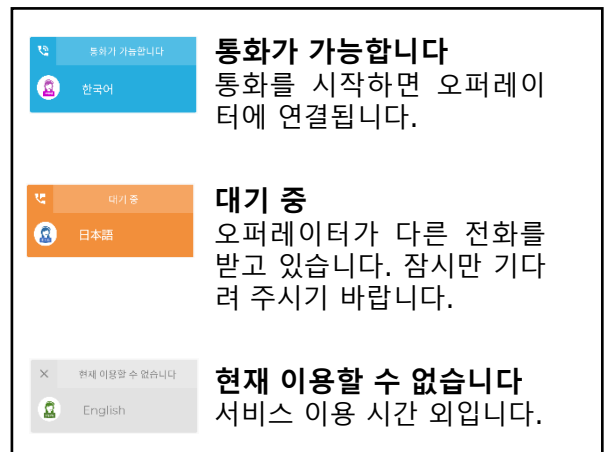 통화가 가능합니다
한국어
통화가 가능합니다
통화를 시작하면 오퍼레이
터에 연결됩니다.
대기 중
日本語
대기 중
오퍼레이터가 다른 전화를
받고 있습니다. 잠시만 기다
려 주시기 바랍니다.
현재 이용할 수 없습니다
English
현재 이용할 수 없습니다
서비스 이용 시간 외입니다.